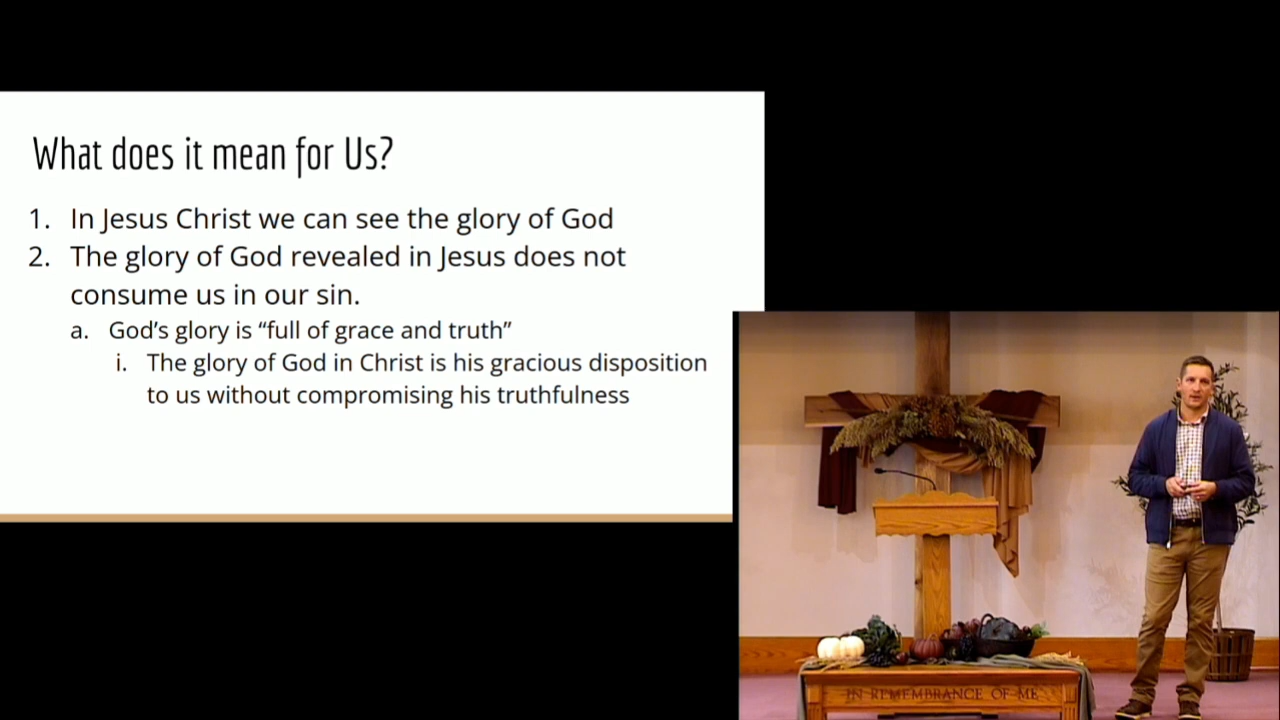 What does it mean for Us?
1. In Jesus Christ we can see the glory of God
2. The glory of God revealed in Jesus does not
consume us in our sin.
a. God’s glory is “full of grace and truth”
i. The glory of God in Christ is his gracious disposition
to us without compromising his truthfulness
IN REMEMBRANCE OF ME